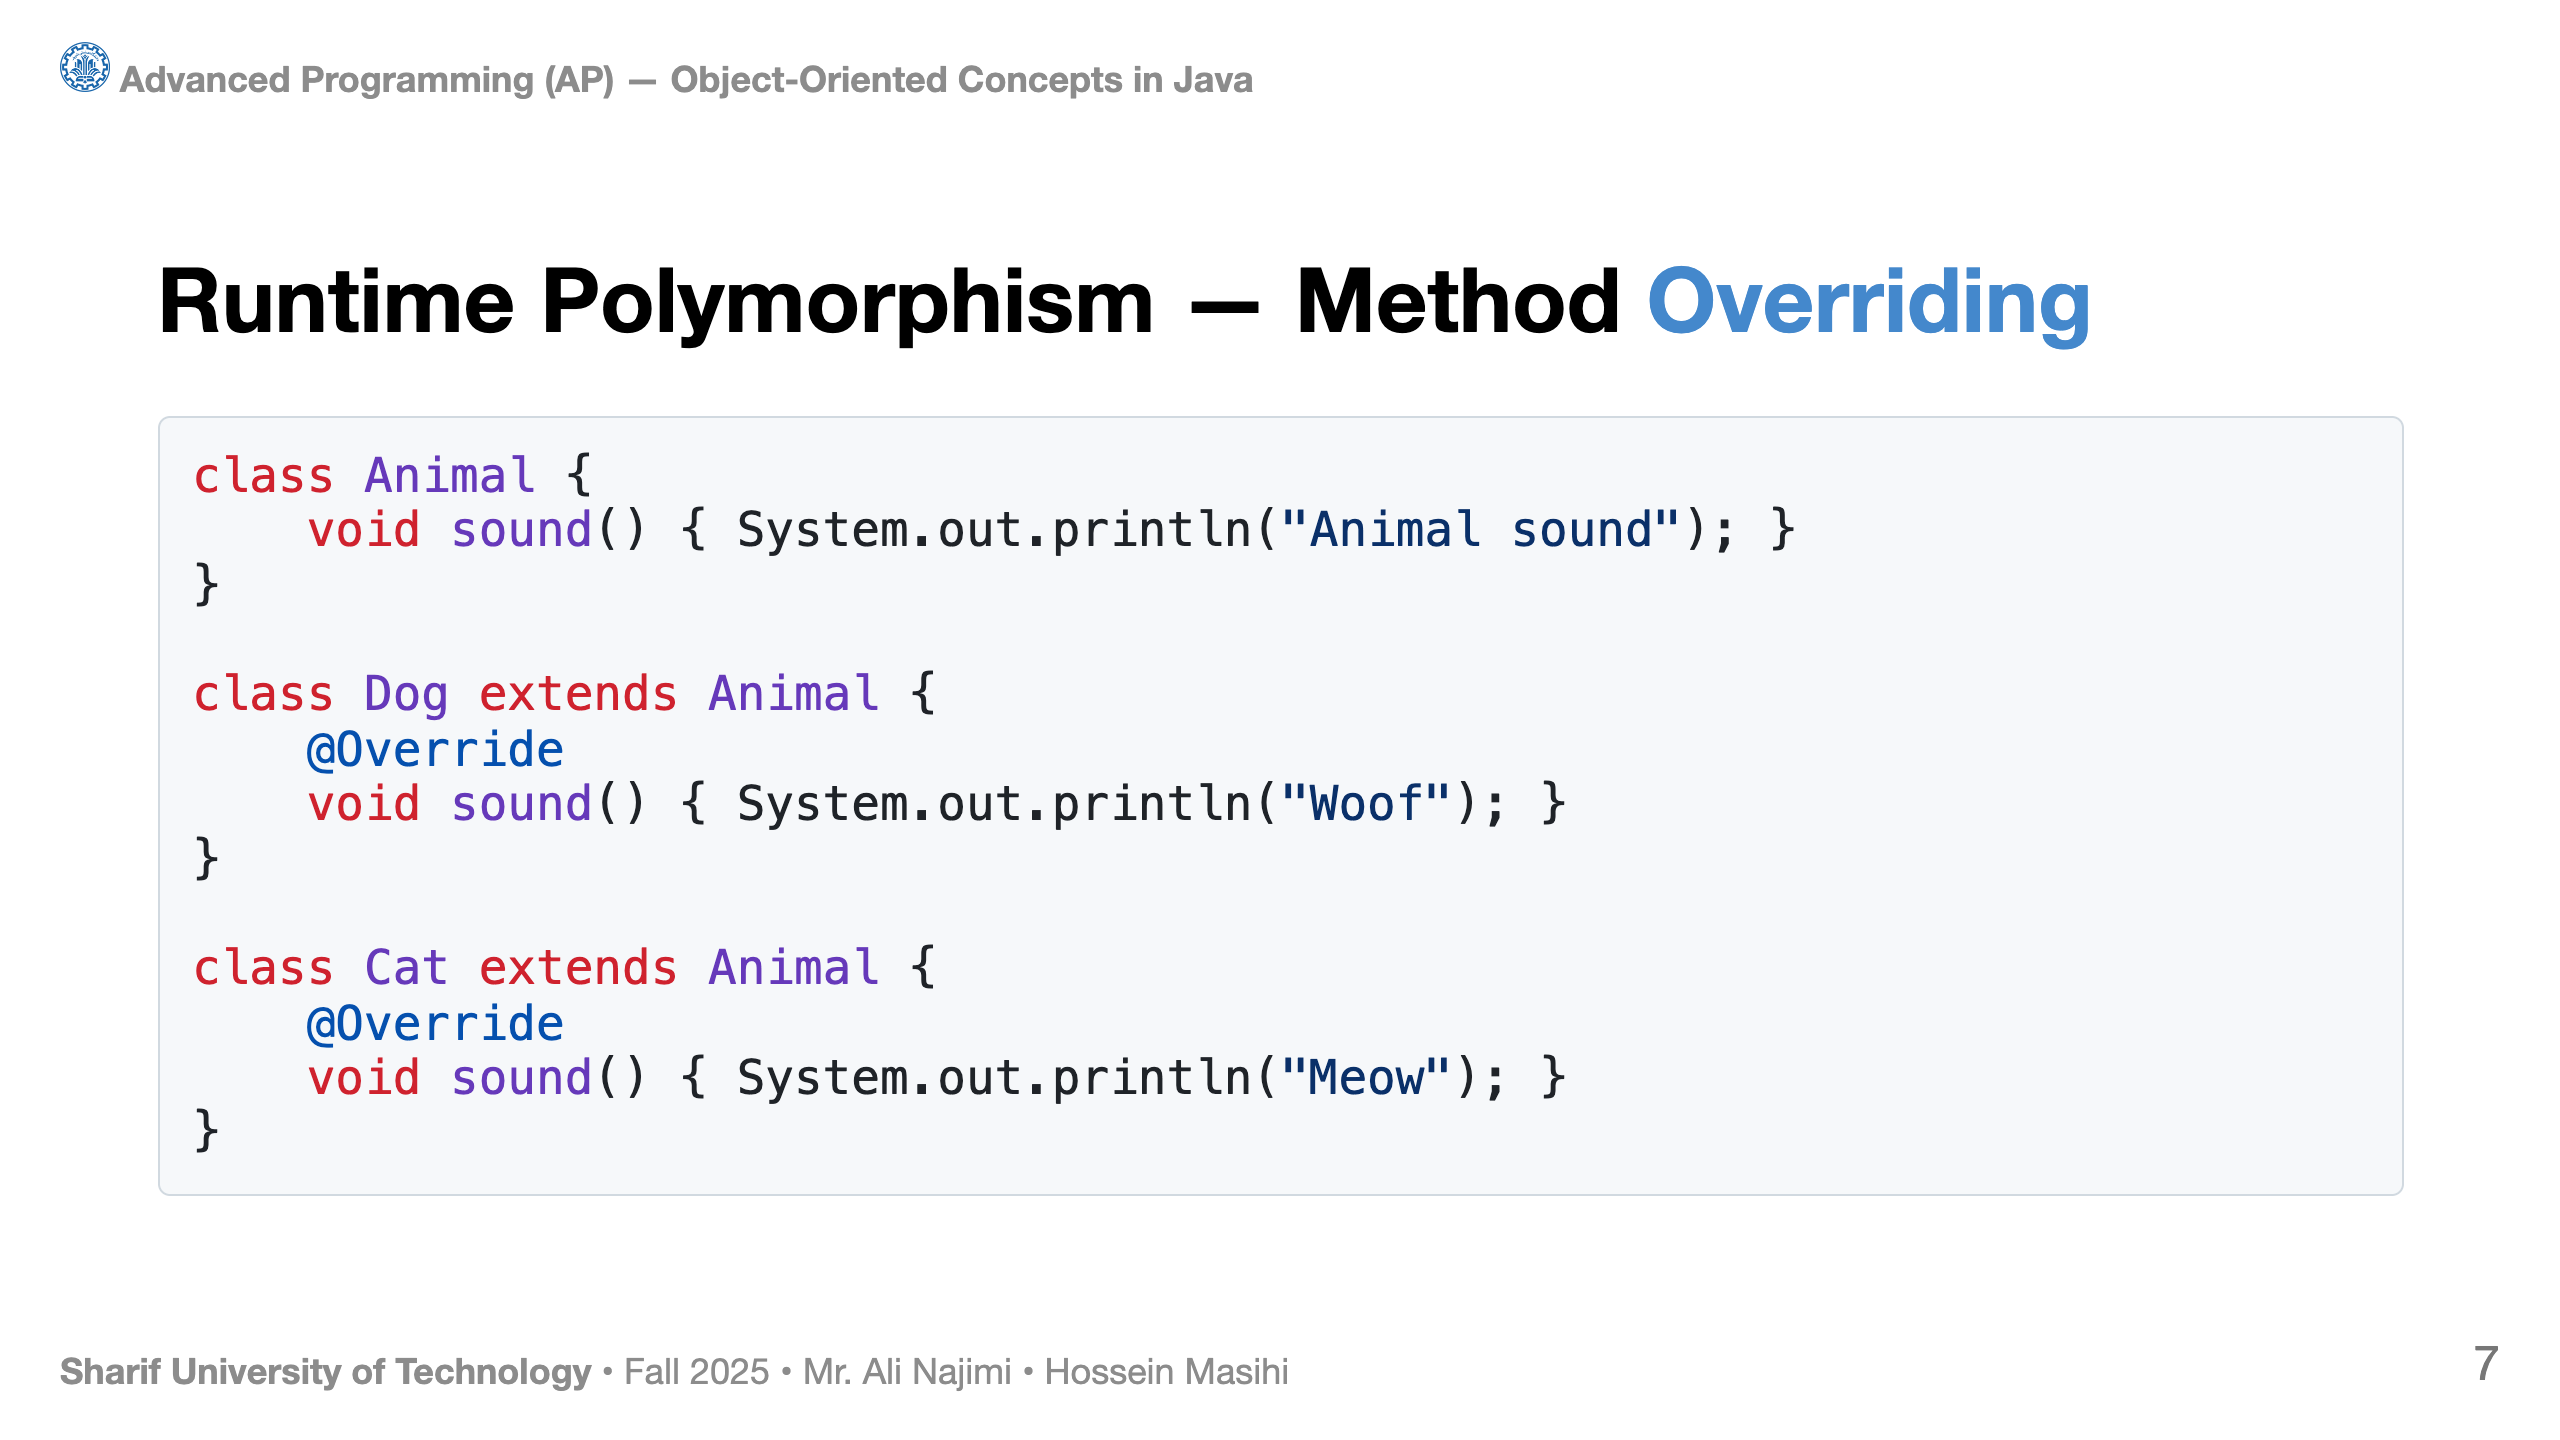 Advanced Programming (AP) — Object-Oriented Concepts in Java
Runtime Polymorphism — Method Overriding
class Animal {
    void sound() { System.out.println("Animal sound"); }
}
class Dog extends Animal {
    @Override
    void sound() { System.out.println("Woof"); }
}
class Cat extends Animal {
    @Override
    void sound() { System.out.println("Meow"); }
}
Sharif University of Technology • Fall 2025 • Mr. Ali Najimi • Hossein Masihi
7